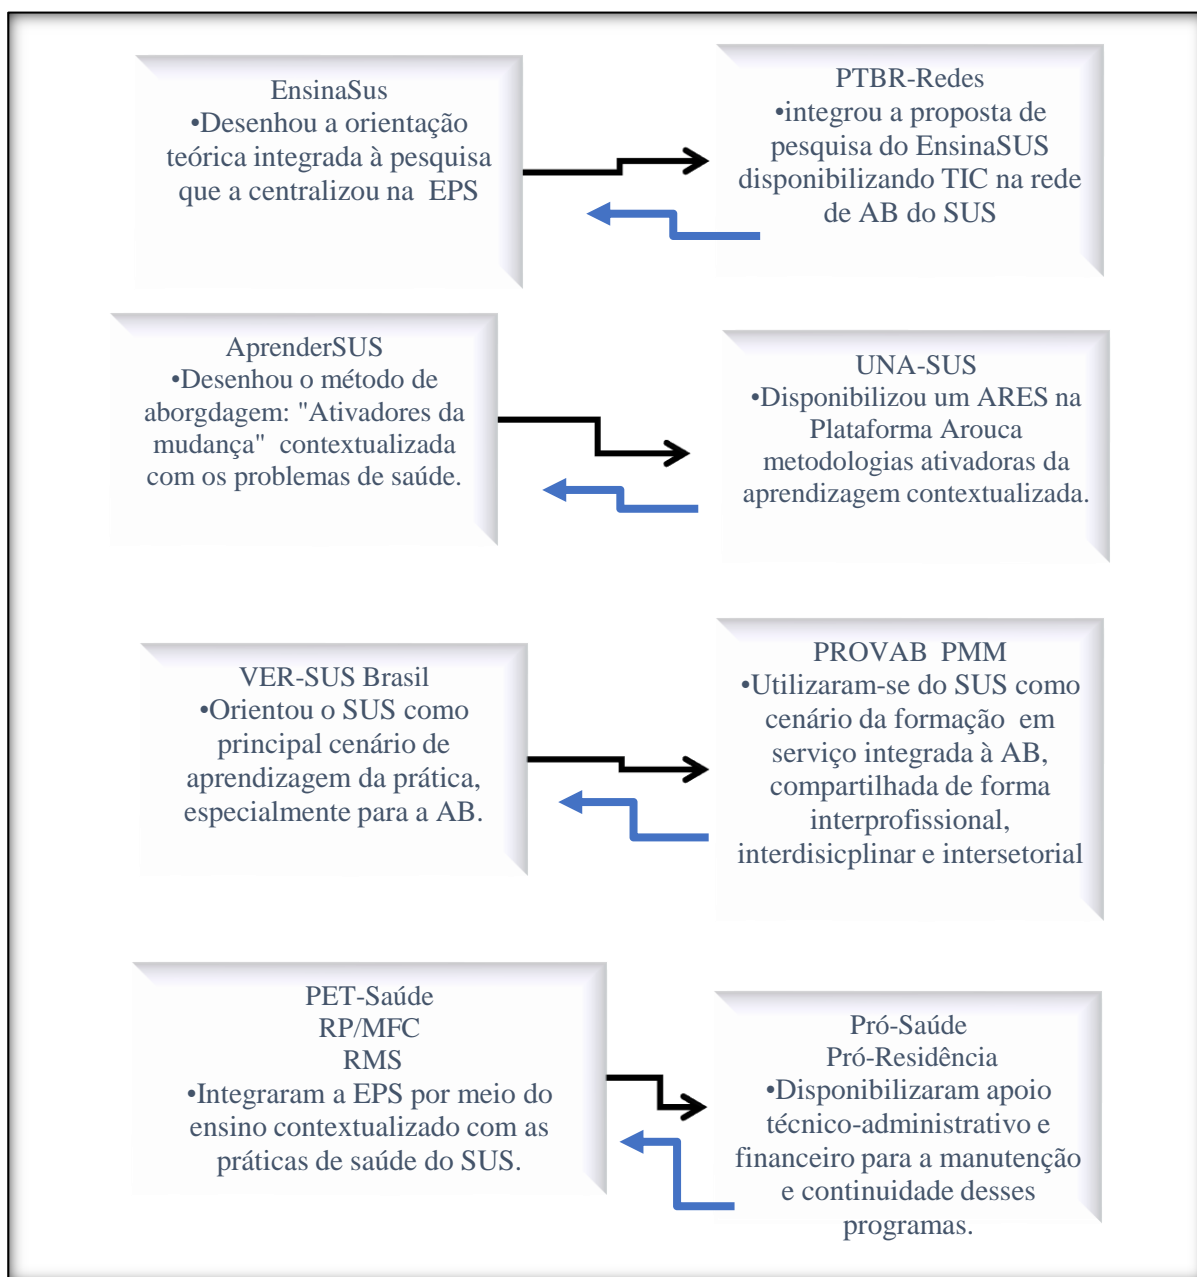 EnsinaSus
•Desenhou a orientação
teórica integrada à pesquisa
que a centralizou na EPS
PTBR-Redes
•integrou a proposta de
pesquisa do EnsinaSUS
disponibilizando TIC na rede
de AB do SUS
AprenderSUS
•Desenhou o método de
aborgdagem: "Ativadores da
mudança" contextualizada
com os problemas de saúde.
UNA-SUS
•Disponibilizou um ARES na
Plataforma Arouca
metodologias ativadoras da
aprendizagem contextualizada.
VER-SUS Brasil
•Orientou o SUS como
principal cenário de
aprendizagem da prática,
especialmente para a AB.
PROVAB PMM
•Utilizaram-se do SUS como
cenário da formação em
serviço integrada à AB,
compartilhada de forma
interprofissional,
interdisicplinar e intersetorial
PET-Saúde
RP/MFC
RMS
•Integraram a EPS por meio do
ensino contextualizado com as
práticas de saúde do SUS.
Pró-Saúde
Pró-Residência
•Disponibilizaram apoio
técnico-administrativo e
financeiro para a manutenção
e continuidade desses
programas.